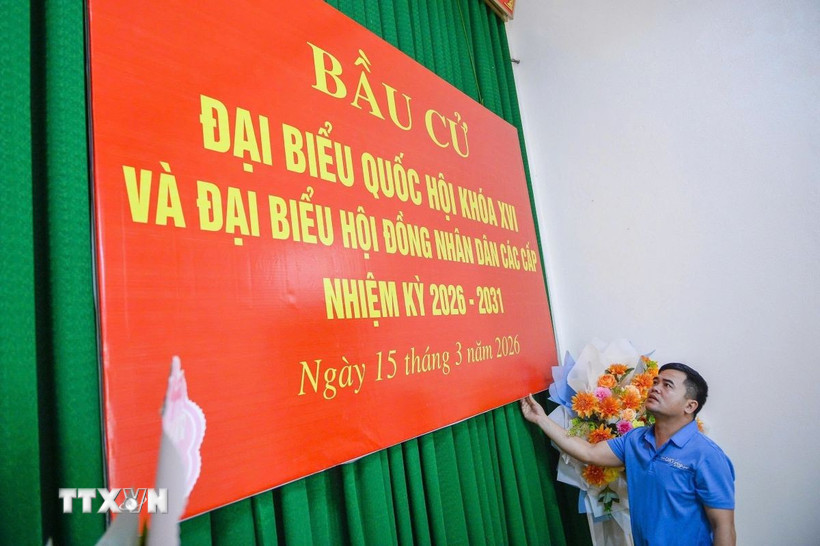 BẦU CỬ
ĐẠI BIỂU QUỐC HỘI KHÓA XVI
VÀ ĐẠI BIỂU HỘI ĐỒNG NHÂN DÂN CÁC CẤP
NHIỆM KỲ 2026 - 2031
Ngày 15 tháng 3 năm 2026
TTXVN